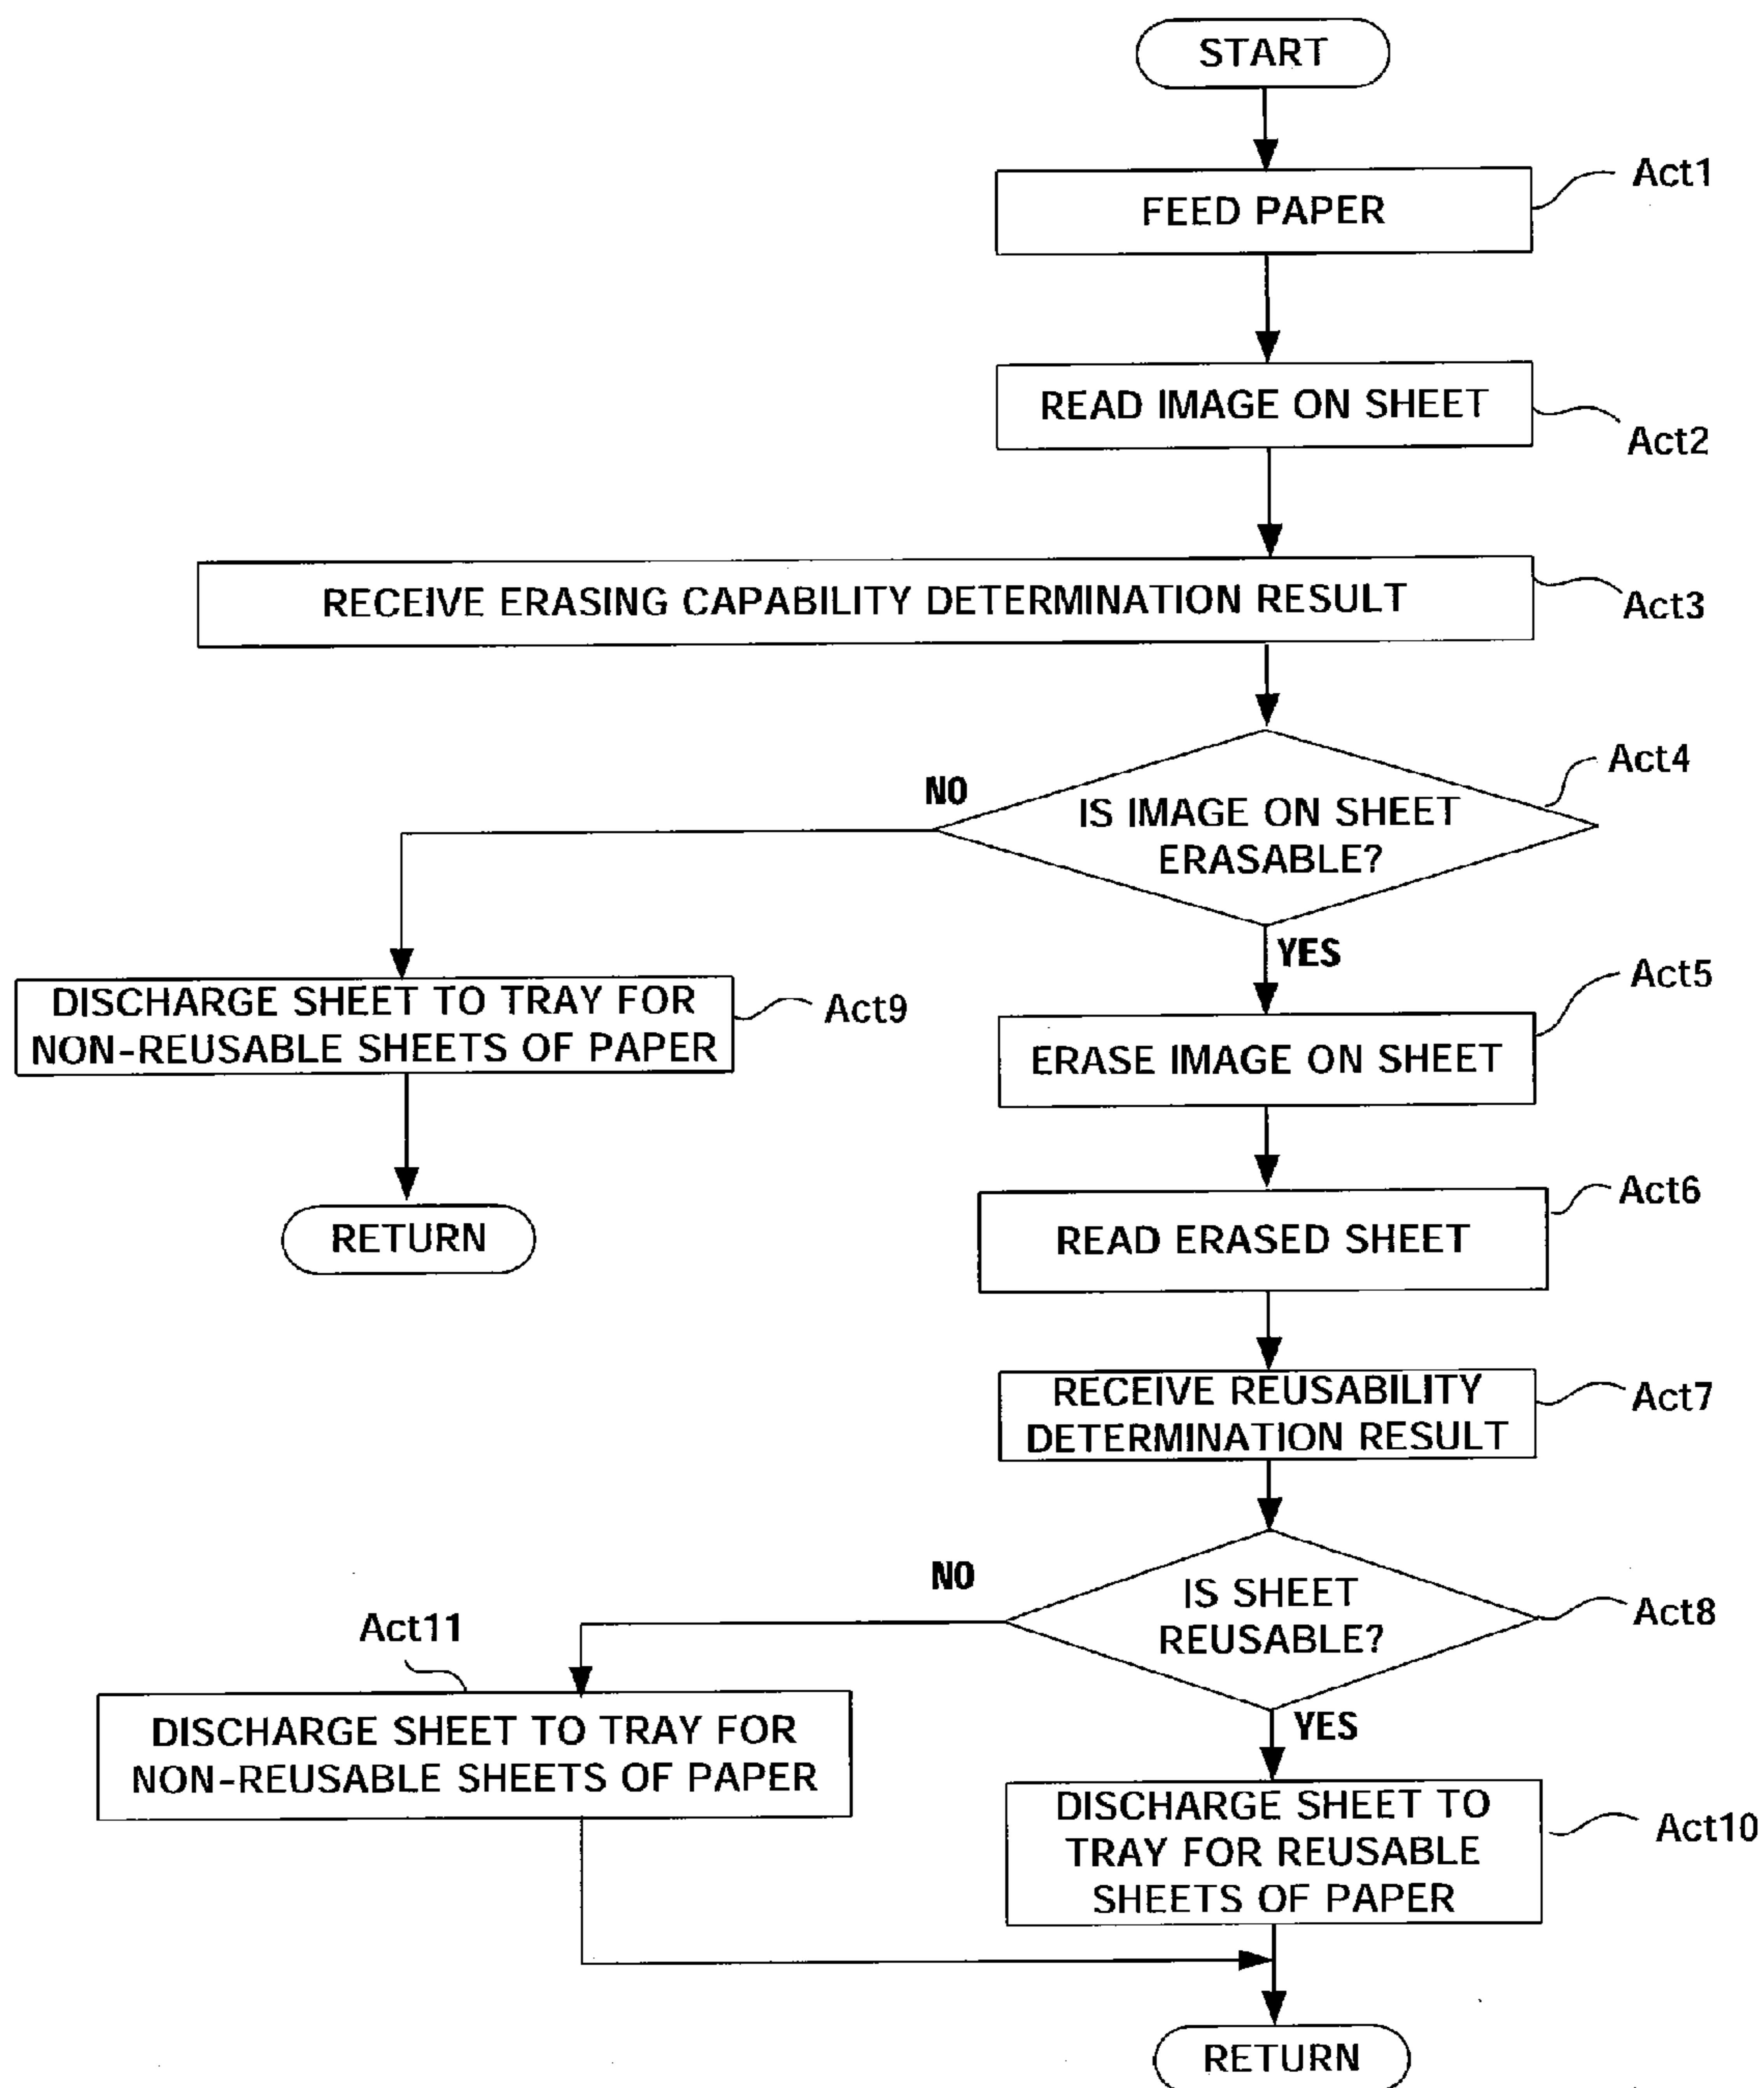 START
FEED PAPER
Act1
READ IMAGE ON SHEET
Act2
RECEIVE ERASING CAPABILITY DETERMINATION RESULT
Act3
IS IMAGE ON SHEET
ERASABLE?
Act4
NO
YES
DISCHARGE SHEET TO TRAY FOR
NON-REUSABLE SHEETS OF PAPER
Act9
RETURN
ERASE IMAGE ON SHEET
Act5
READ ERASED SHEET
Act6
RECEIVE REUSABILITY
DETERMINATION RESULT
Act7
IS SHEET
REUSABLE?
Act8
NO
YES
Act11
DISCHARGE SHEET TO TRAY FOR
NON-REUSABLE SHEETS OF PAPER
DISCHARGE SHEET TO
TRAY FOR REUSABLE
SHEETS OF PAPER
Act10
RETURN